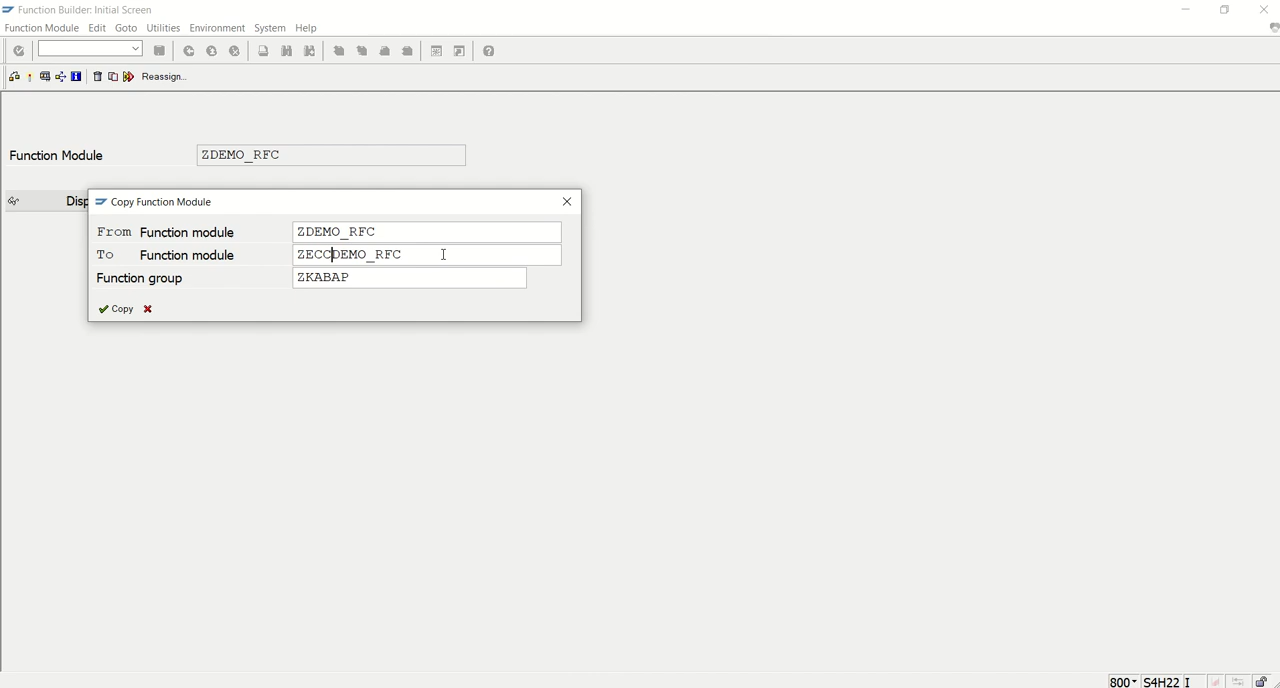 Function Builder: Initial Screen
Function Module Edit Goto Utilities Environment System Help
Reassign...
Function Module ZDEMO_RFC
Disp
Copy Function Module
From Function module ZDEMO_RFC
To Function module ZECCDEMO_RFC
Function group ZKABAP
Copy
800 S4H22